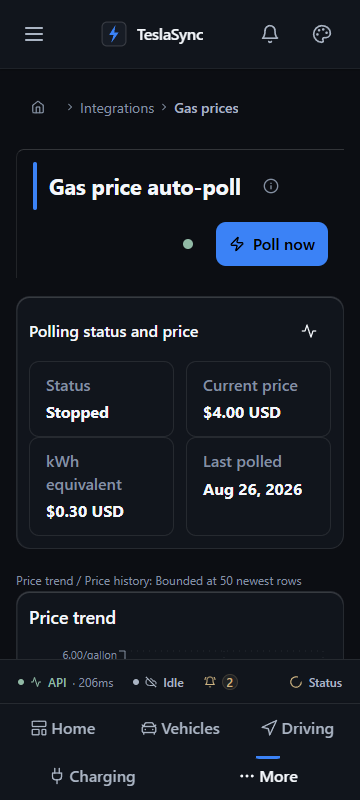 TeslaSync
Integrations
Gas prices
Gas price auto-poll
Poll now
Polling status and price
Status
Stopped
Current price
$4.00 USD
kWh
equivalent
$0.30 USD
Last polled
Aug 26, 2026
Price trend / Price history: Bounded at 50 newest rows
Price trend
6.00/gallon
API · 206ms
Idle
2
Status
Home
Vehicles
Driving
Charging
More